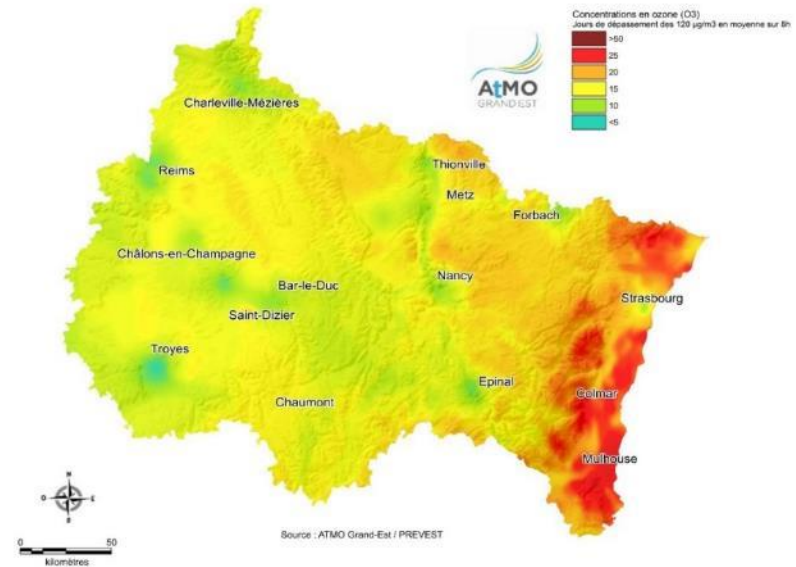 Concentrations en ozone (O3)
Jours de dépassement des 120 µg/m3 en moyenne sur 8h
>50
25
20
15
10
<5
AtMO
GRAND EST
Charleville-Mézières
Reims
Thionville
Metz
Forbach
Châlons-en-Champagne
Nancy
Bar-le-Duc
Strasbourg
Saint-Dizier
Troyes
Epinal
Chaumont
Colmar
Mulhouse
N
O
E
S
Source : ATMO Grand-Est / PREVEST
0
50
kilomètres